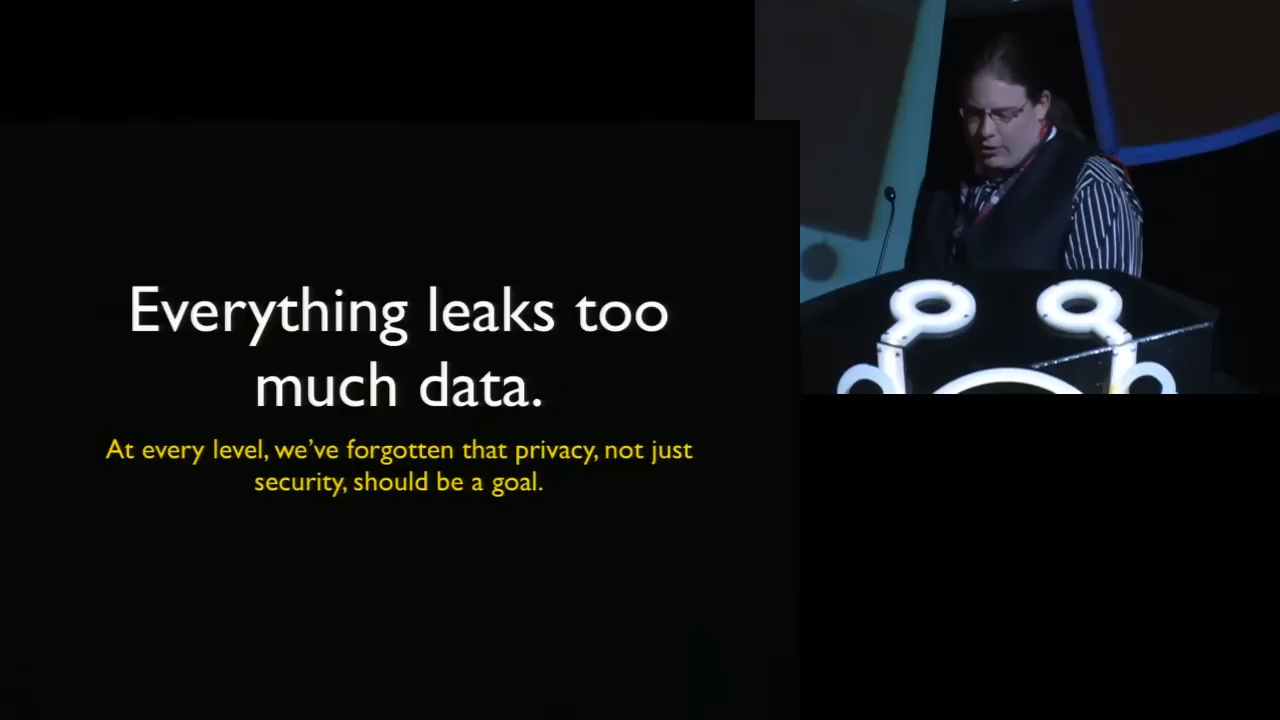 Everything leaks too
much data.
At every level, we've forgotten that privacy, not just
security, should be a goal.